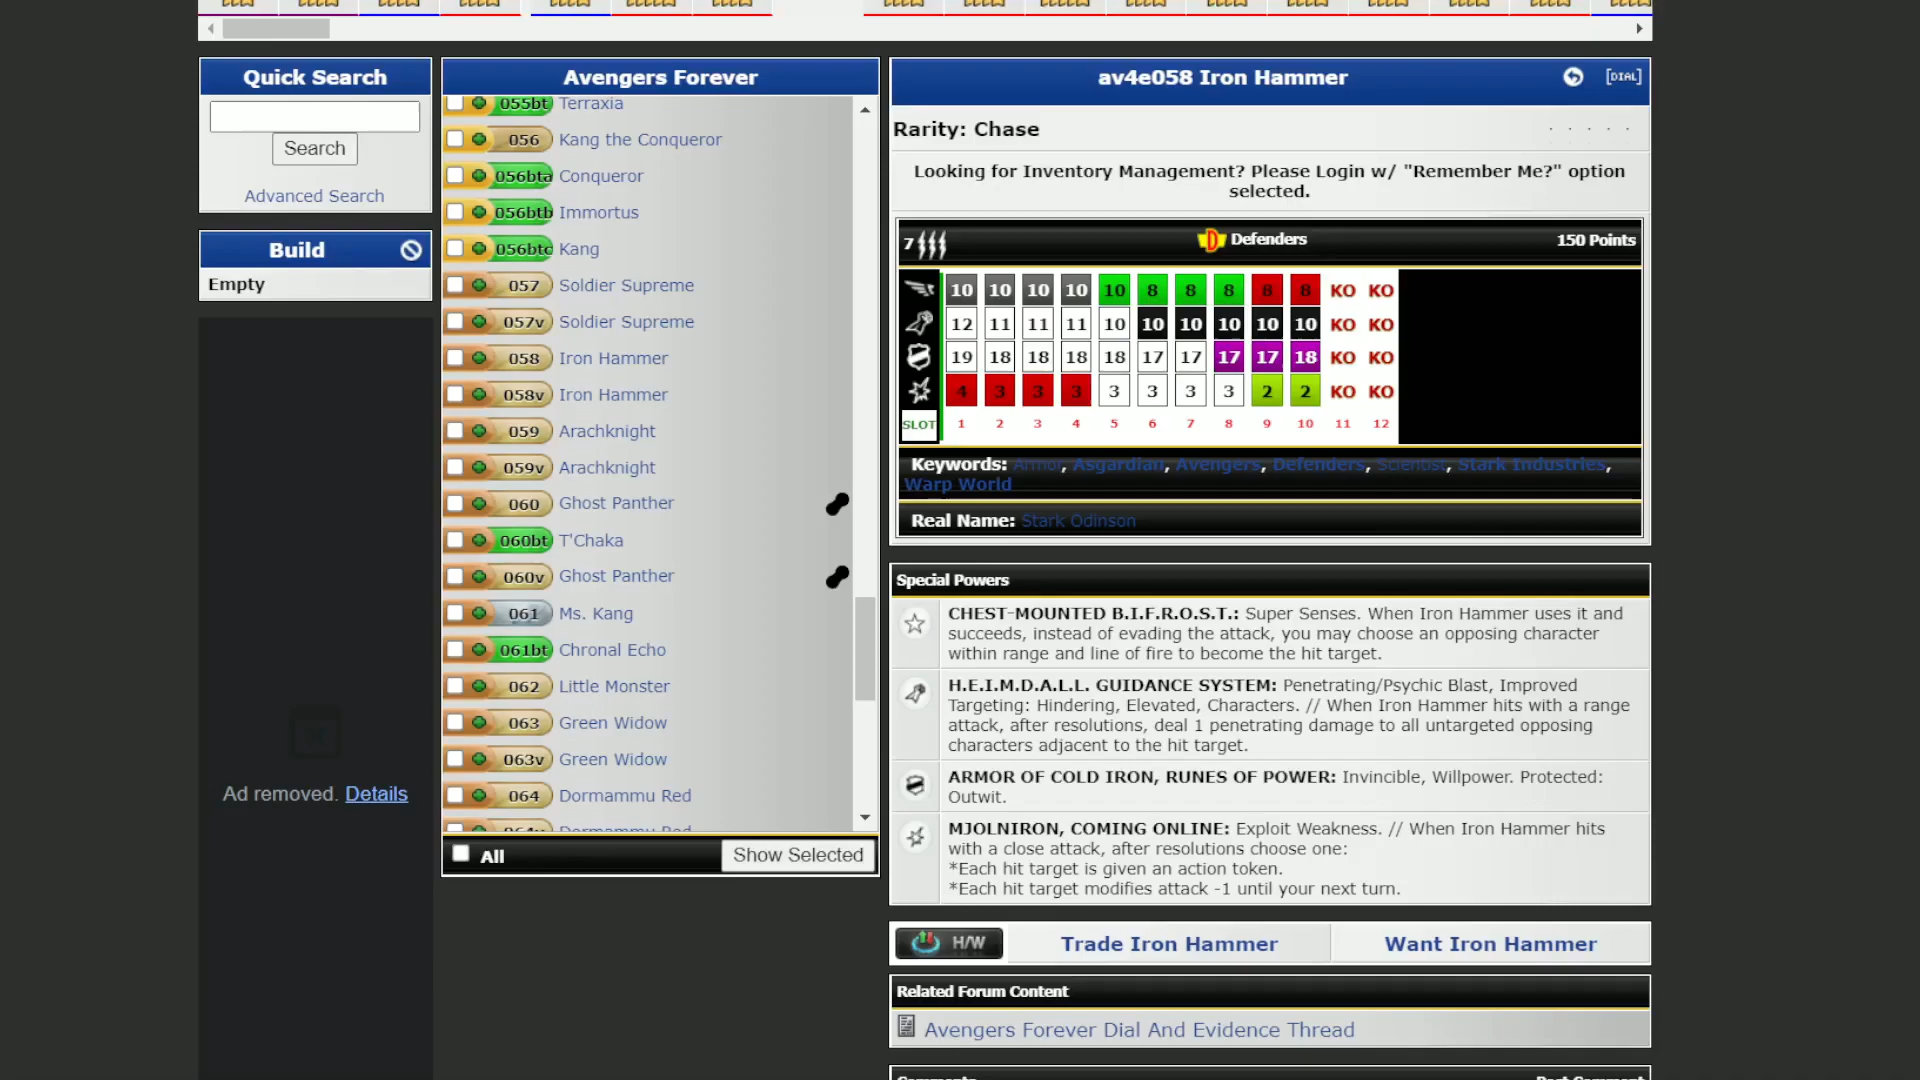 Quick Search
Search
Advanced Search
Build
Empty
Ad removed. Details
Avengers Forever
055bt Terraxia
056 Kang the Conqueror
056bta Conqueror
056btb Immortus
056btc Kang
057 Soldier Supreme
057v Soldier Supreme
058 Iron Hammer
058v Iron Hammer
059 Arachknight
059v Arachknight
060 Ghost Panther
060bt T'Chaka
060v Ghost Panther
061 Ms. Kang
061bt Chronal Echo
062 Little Monster
063 Green Widow
063v Green Widow
064 Dormammu Red
064v Dormammu Red
All Show Selected
av4e058 Iron Hammer [DIAL]
Rarity: Chase
Looking for Inventory Management? Please Login w/ "Remember Me?" option
selected.
7 Defenders 150 Points
10 10 10 10 10 8 8 8 8 8 KO KO
12 11 11 11 10 10 10 10 10 10 KO KO
19 18 18 18 18 17 17 17 17 18 KO KO
4 3 3 3 3 3 3 3 2 2 KO KO
SLOT 1 2 3 4 5 6 7 8 9 10 11 12
Keywords: Armor, Asgardian, Avengers, Defenders, Scientist, Stark Industries,
Warp World
Real Name: Stark Odinson
Special Powers
CHEST-MOUNTED B.I.F.R.O.S.T.: Super Senses. When Iron Hammer uses it and
succeeds, instead of evading the attack, you may choose an opposing character
within range and line of fire to become the hit target.
H.E.I.M.D.A.L.L. GUIDANCE SYSTEM: Penetrating/Psychic Blast, Improved
Targeting: Hindering, Elevated, Characters. // When Iron Hammer hits with a range
attack, after resolutions, deal 1 penetrating damage to all untargeted opposing
characters adjacent to the hit target.
ARMOR OF COLD IRON, RUNES OF POWER: Invincible, Willpower. Protected:
Outwit.
MJOLNIRON, COMING ONLINE: Exploit Weakness. // When Iron Hammer hits
with a close attack, after resolutions choose one:
*Each hit target is given an action token.
*Each hit target modifies attack -1 until your next turn.
H/W Trade Iron Hammer Want Iron Hammer
Related Forum Content
Avengers Forever Dial And Evidence Thread
Comments Post Comment